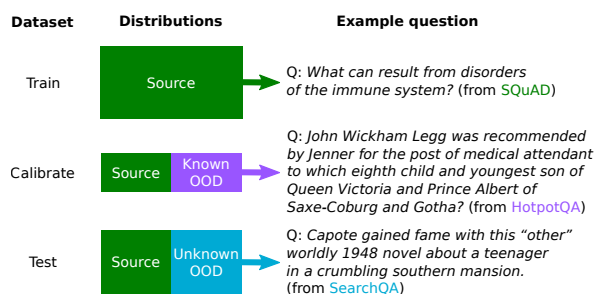 Dataset Distributions Example question
Train
Source
Q: What can result from disorders
of the immune system? (from SQuAD)
Calibrate
Source
Known
OOD
Q: John Wickham Legg was recommended
by Jenner for the post of medical attendant
to which eighth child and youngest son of
Queen Victoria and Prince Albert of
Saxe-Coburg and Gotha? (from HotpotQA)
Test
Source
Unknown
OOD
Q: Capote gained fame with this “other”
worldly 1948 novel about a teenager
in a crumbling southern mansion.
(from SearchQA)